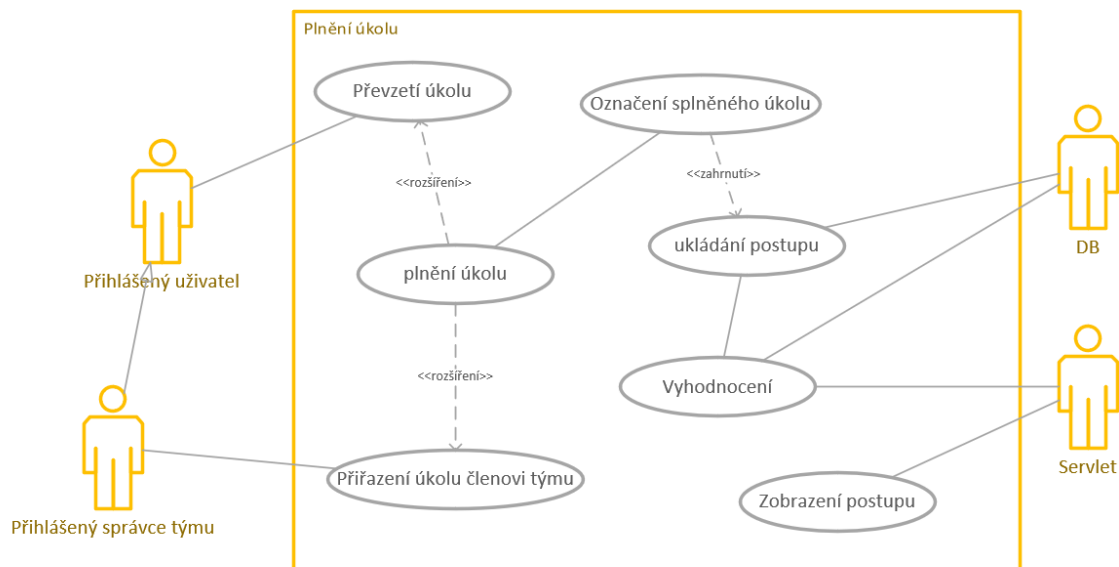 Plnění úkolu
Převzetí úkolu
Označení splněného úkolu
<<rozšíření>>
<<zahrnutí>>
Přihlášený uživatel
plnění úkolu
ukládání postupu
DB
<<rozšíření>>
Vyhodnocení
Servlet
Přiřazení úkolu členovi týmu
Zobrazení postupu
Přihlášený správce týmu